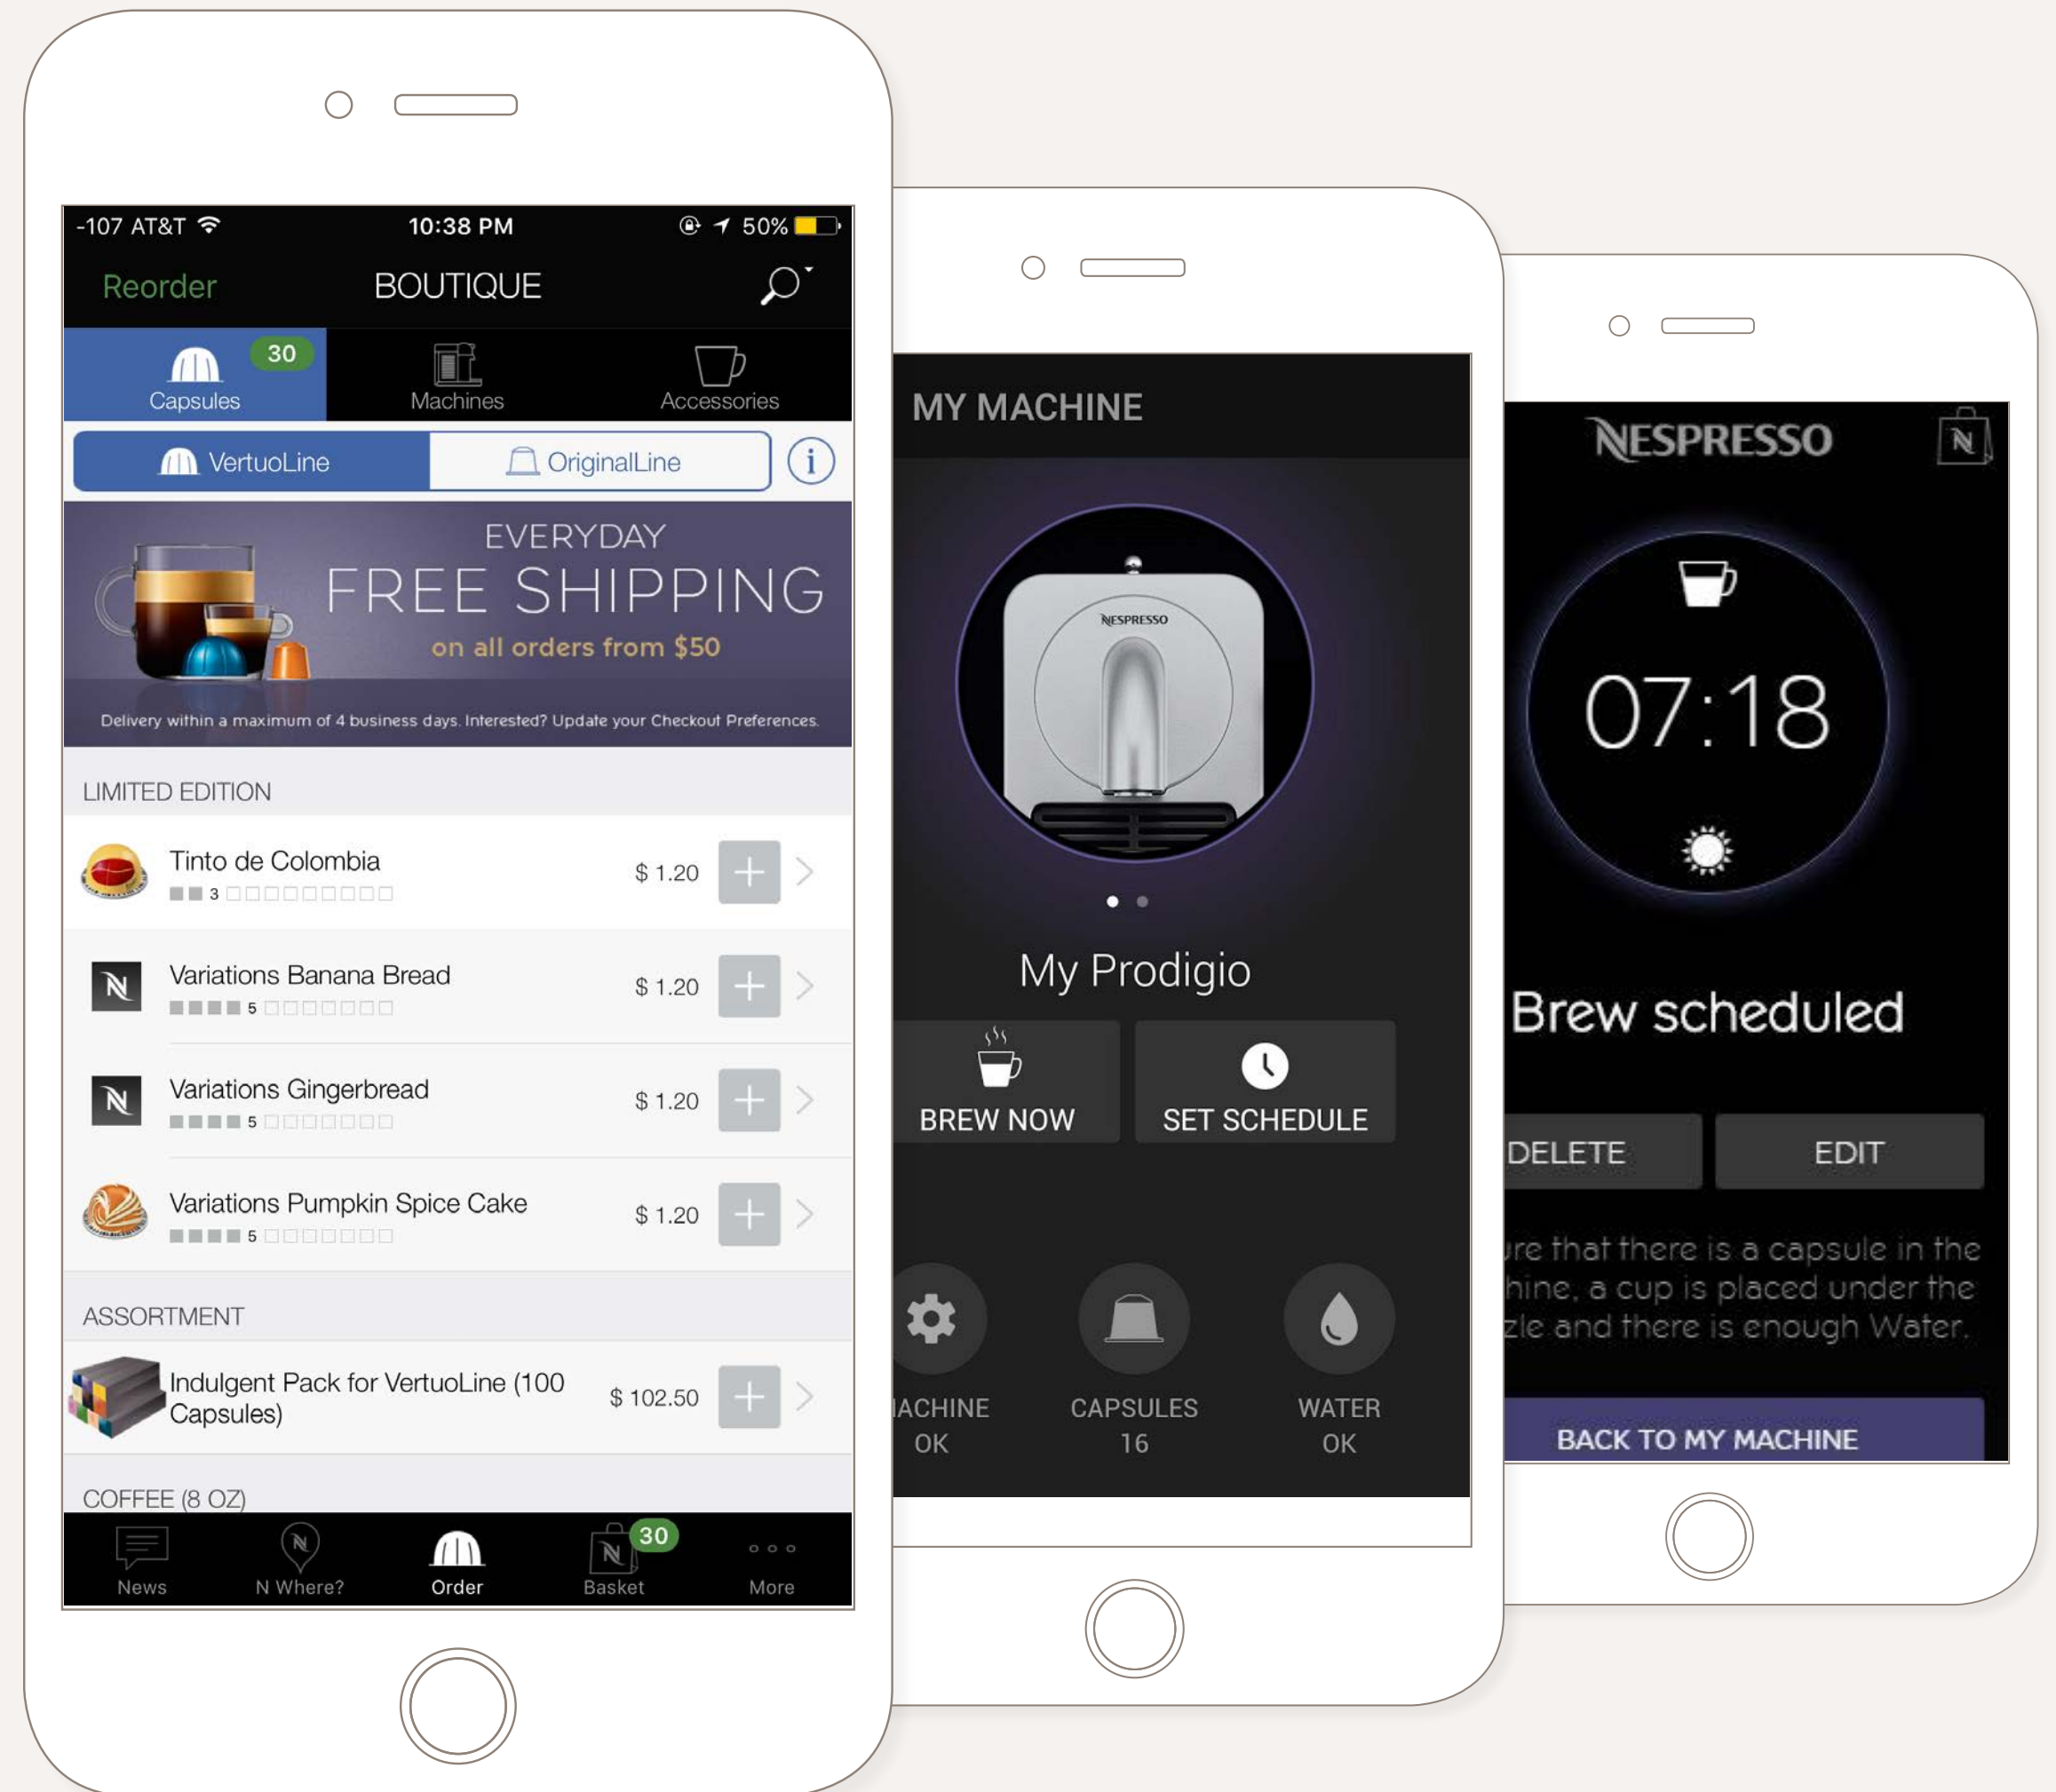 -107 AT&T 10:38 PM 50%
Reorder BOUTIQUE
30
Capsules Machines Accessories
VertuoLine OriginalLine i
EVERYDAY
FREE SHIPPING
on all orders from $50
Delivery within a maximum of 4 business days. Interested? Update your Checkout Preferences.
LIMITED EDITION
Tinto de Colombia
3
$ 1.20
Variations Banana Bread
5
$ 1.20
Variations Gingerbread
5
$ 1.20
Variations Pumpkin Spice Cake
5
$ 1.20
ASSORTMENT
Indulgent Pack for VertuoLine (100
Capsules)
$ 102.50
COFFEE (8 OZ)
30
News N Where? Order Basket More
MY MACHINE
NESPRESSO
My Prodigio
BREW NOW SET SCHEDULE
ACHINE CAPSULES WATER
OK 16 OK
NESPRESSO N
07:18
Brew scheduled
DELETE EDIT
ure that there is a capsule in the
hine, a cup is placed under the
zle and there is enough Water.
BACK TO MY MACHINE